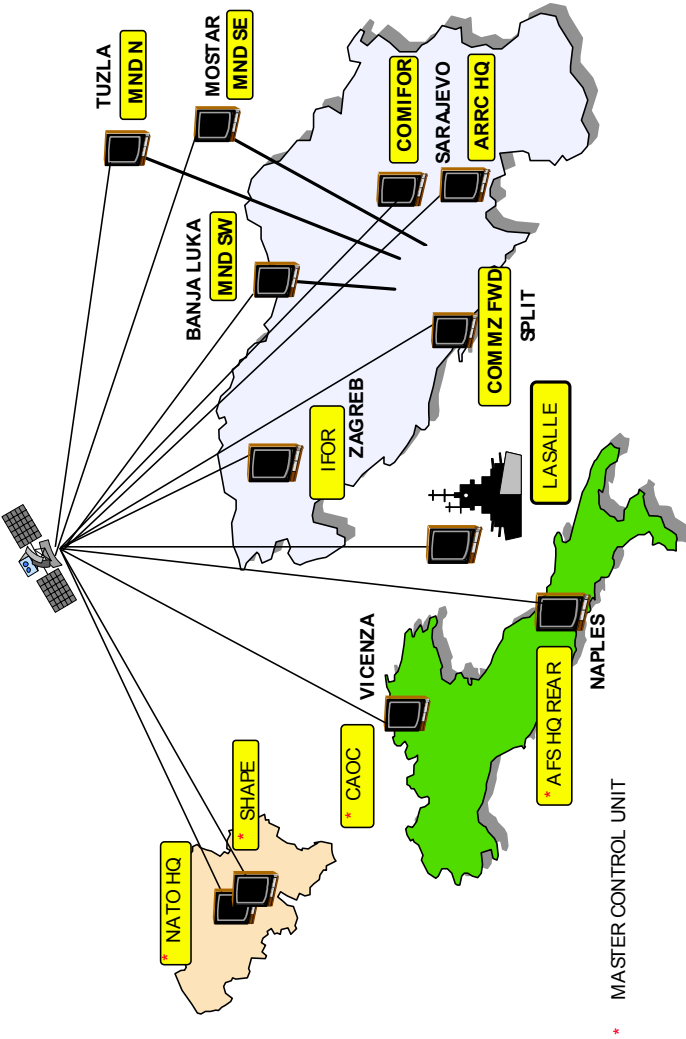 * NATO HQ
* SHAPE
* CAOC
VICENZA
* AFS HQ REAR
NAPLES
LASALLE
IFOR
ZAGREB
BANJA LUKA
MND SW
COMMZ FWD
SPLIT
TUZLA
MND N
MOSTAR
MND SE
COMIFOR
SARAJEVO
ARRC HQ
* MASTER CONTROL UNIT